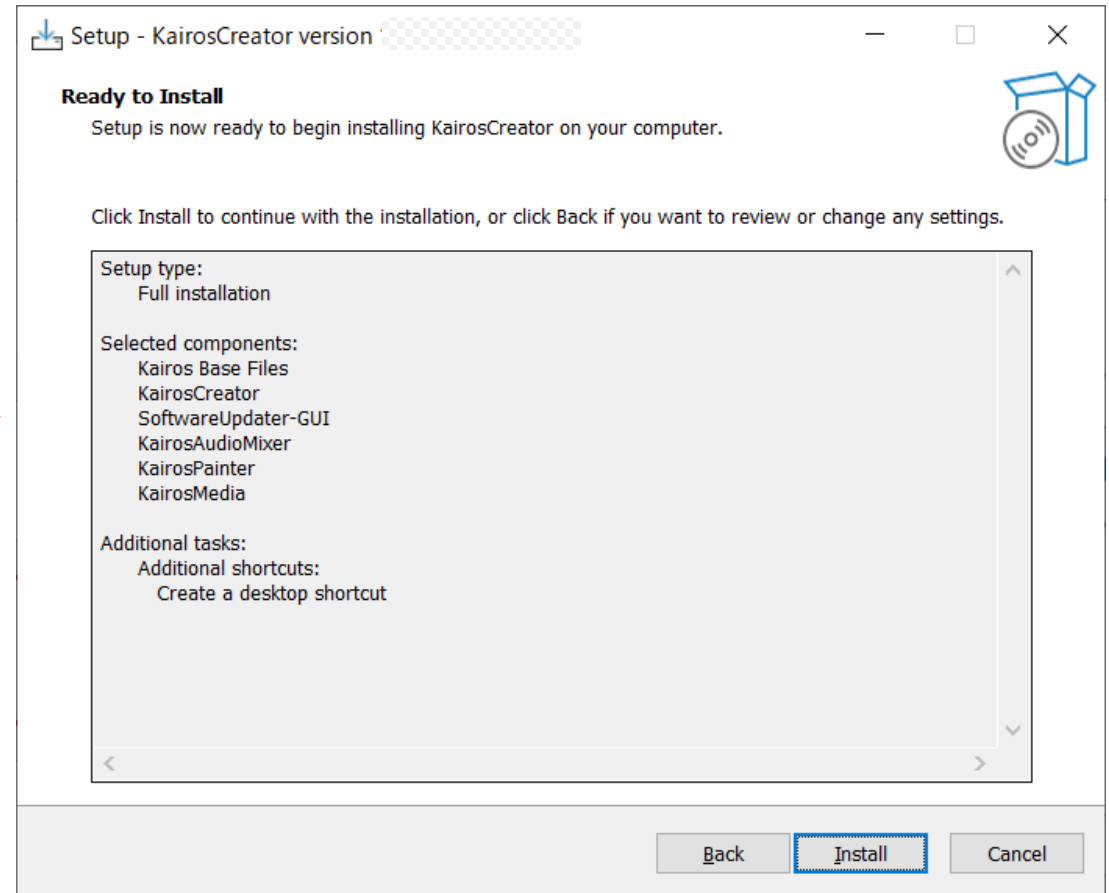 Setup - KairosCreator version
Ready to Install
Setup is now ready to begin installing KairosCreator on your computer.
Click Install to continue with the installation, or click Back if you want to review or change any settings.
Setup type:
Full installation
Selected components:
Kairos Base Files
KairosCreator
SoftwareUpdater-GUI
KairosAudioMixer
KairosPainter
KairosMedia
Additional tasks:
Additional shortcuts:
Create a desktop shortcut
Back Install Cancel